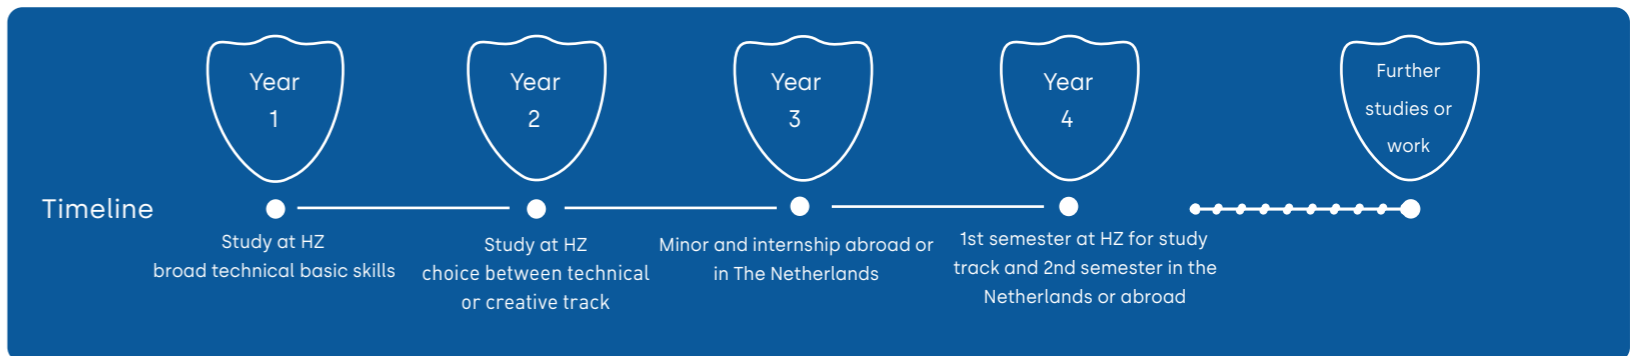 Year
1
Year
2
Year
3
Year
4
Further
studies or
work
Timeline
Study at HZ
broad technical basic skills
Study at HZ
choice between technical
or creative track
Minor and internship abroad or
in The Netherlands
1st semester at HZ for study
track and 2nd semester in the
Netherlands or abroad